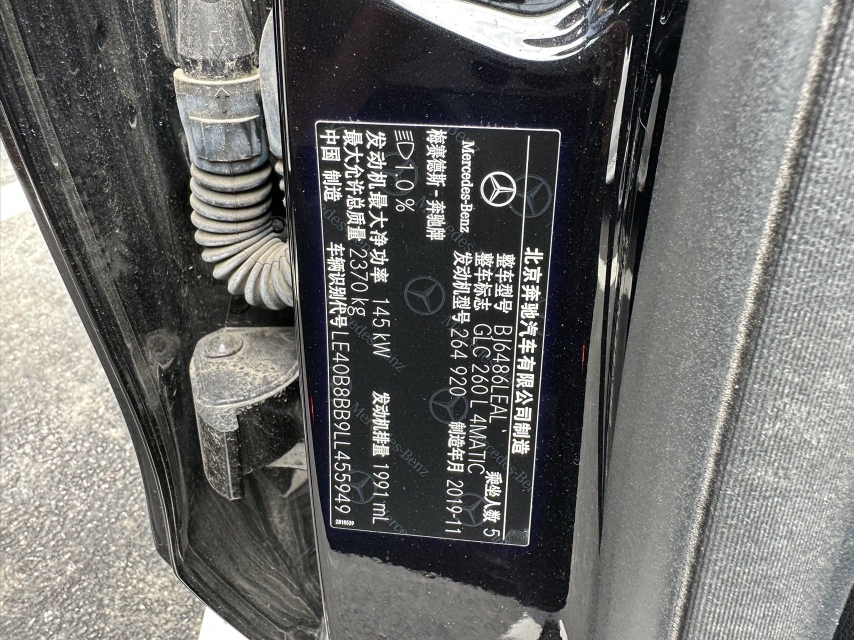 北京奔驰汽车有限公司制造
Mercedes-Benz
梅赛德斯-奔驰牌
整车型号 BJ6486LEAL
整车标志 GLC 260 L 4MATIC 乘坐人数 5
发动机型号 264 920 制造年月 2019-11
1.0 %
发动机最大净功率 145 kW 发动机排量 1991 mL
最大允许总质量 2370 kg
中国 制造 车辆识别代号 LE40B8BB9LL455949